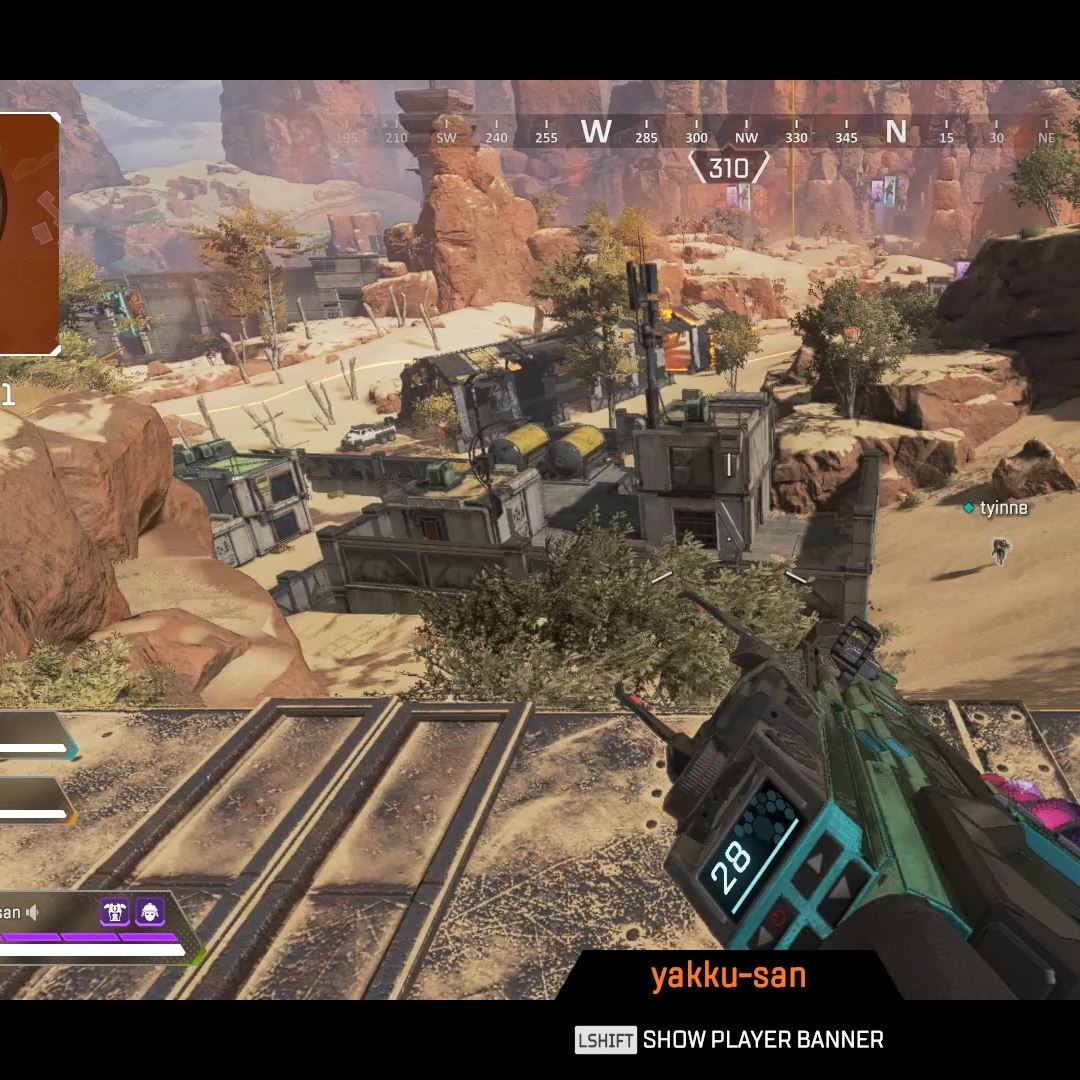 195 210 SW 240 255 W 285 300 NW 330 345 N 15 30 NE
310
1
tyinne
28
san
yakku-san
LSHIFT SHOW PLAYER BANNER